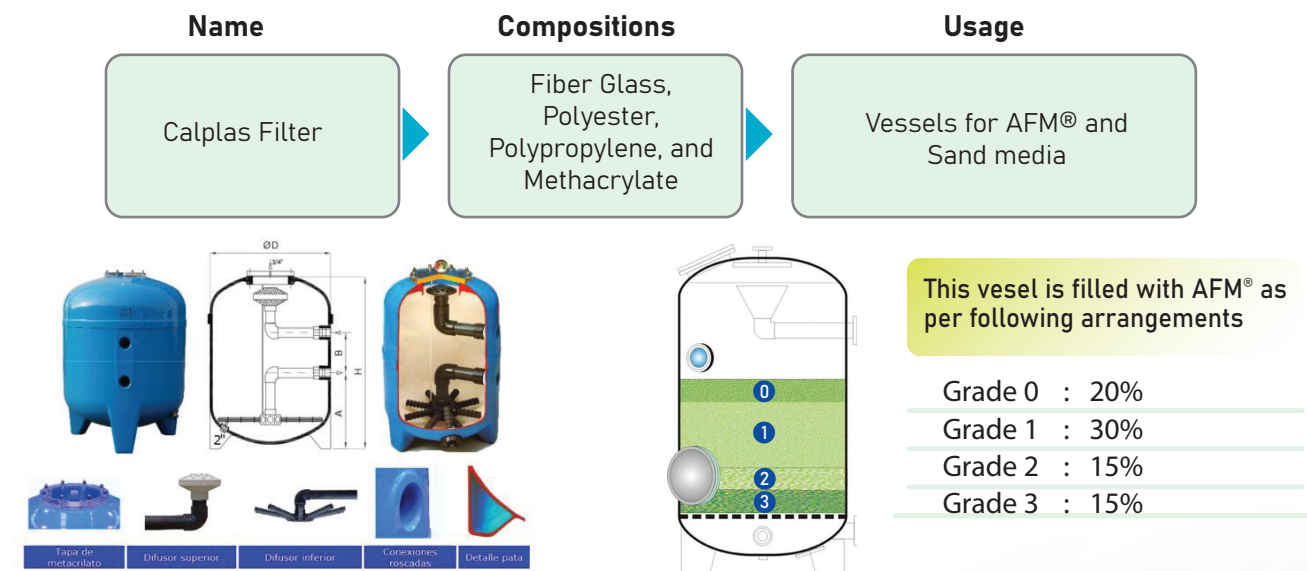 Name
Compositions
Usage
Calplas Filter
Fiber Glass,
Polyester,
Polypropylene, and
Methacrylate
Vessels for AFM® and
Sand media
ØD
3/4"
B
H
A
2"
Tapa de
metacrilato
Difusor superior
Difusor inferior
Conexiones
roscadas
Detalle pata
0
1
2
3
This vesel is filled with AFM® as
per following arrangements
Grade 0 : 20%
Grade 1 : 30%
Grade 2 : 15%
Grade 3 : 15%